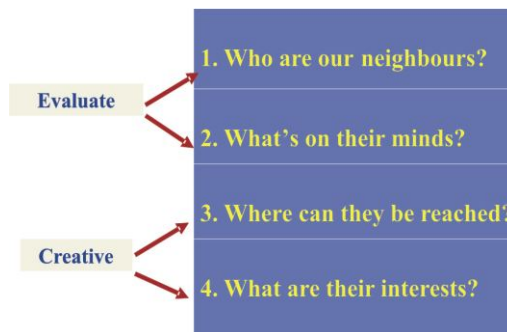 1. Who are our neighbours?
Evaluate
2. What's on their minds?
3. Where can they be reached?
Creative
4. What are their interests?